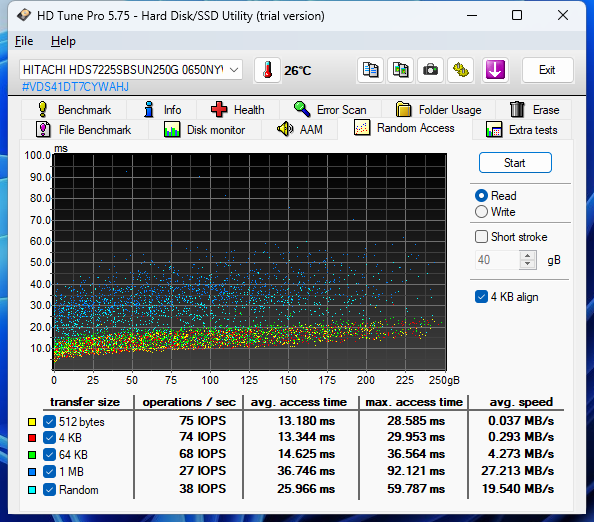 HD Tune Pro 5.75 - Hard Disk/SSD Utility (trial version)
File Help
HITACHI HDS7225SBSUN250G 0650NY
26°C
Exit
#VDS41DT7CYWAHJ
Benchmark Info Health Error Scan Folder Usage Erase
File Benchmark Disk monitor AAM Random Access Extra tests
ms
100.0
90.0
80.0
70.0
60.0
50.0
40.0
30.0
20.0
10.0
0 25 50 75 100 125 150 175 200 225 250gB
Start
Read
Write
Short stroke
40 gB
4 KB align
transfer size operations / sec avg. access time max. access time avg. speed
512 bytes 75 IOPS 13.180 ms 28.585 ms 0.037 MB/s
4 KB 74 IOPS 13.344 ms 29.953 ms 0.293 MB/s
64 KB 68 IOPS 14.625 ms 36.564 ms 4.273 MB/s
1 MB 27 IOPS 36.746 ms 92.121 ms 27.213 MB/s
Random 38 IOPS 25.966 ms 59.787 ms 19.540 MB/s